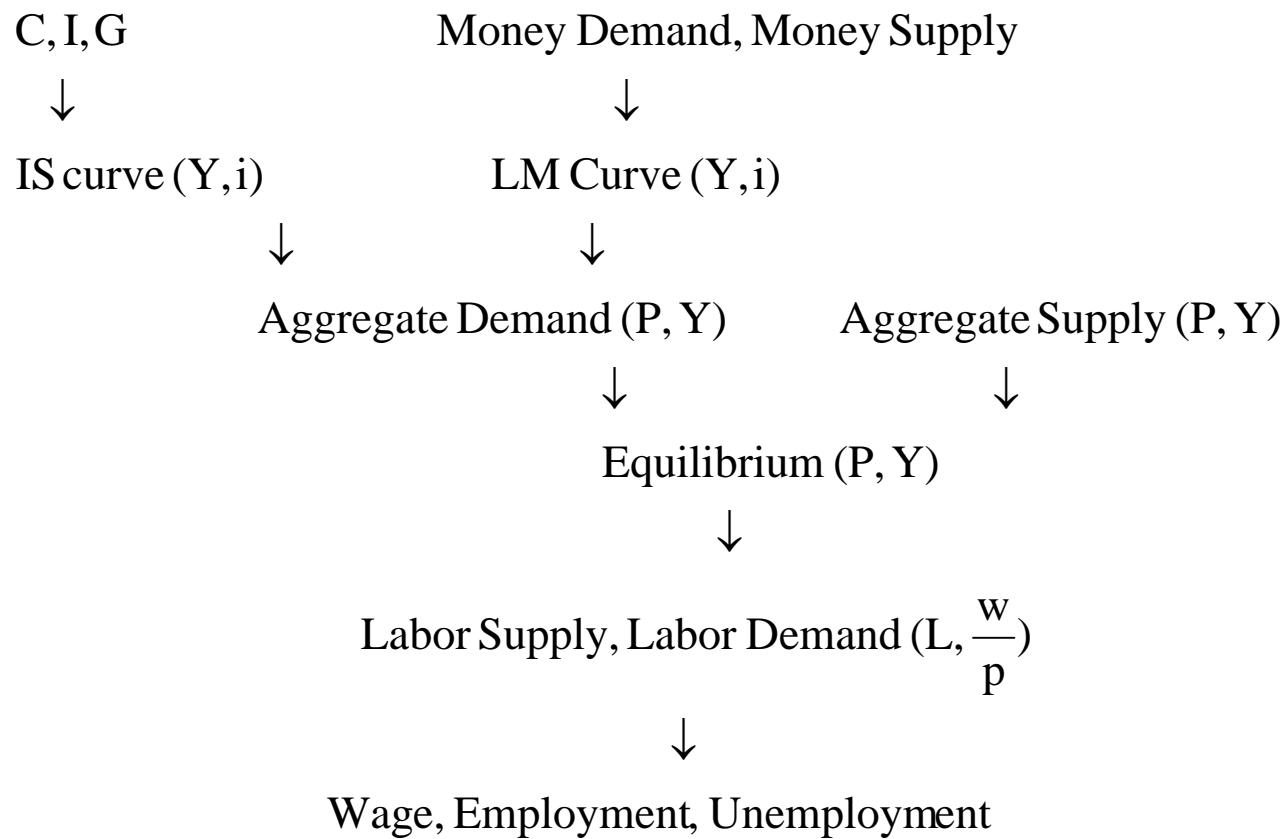 C, I, G Money Demand, Money Supply
↓ ↓
IS curve (Y, i) LM Curve (Y, i)
↓ ↓
Aggregate Demand (P, Y) Aggregate Supply (P, Y)
↓ ↓
Equilibrium (P, Y)
↓
Labor Supply, Labor Demand (L, w/p)
↓
Wage, Employment, Unemployment